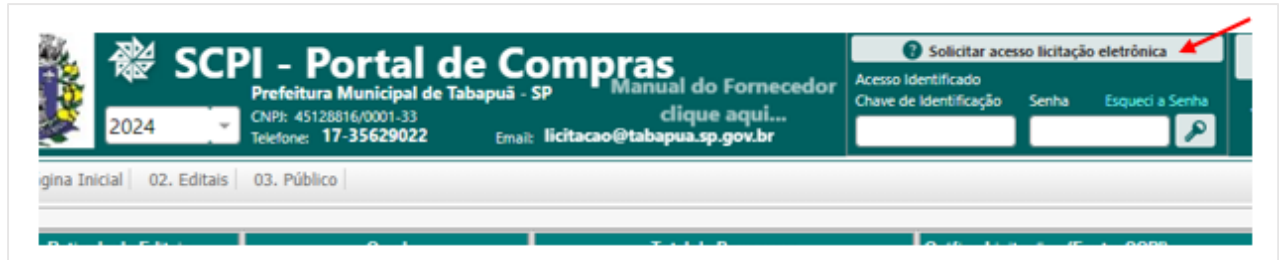 SCPI - Portal de Compras
Prefeitura Municipal de Tabapuã - SP
Manual do Fornecedor
clique aqui...
2024
CNPJ: 45128816/0001-33
Telefone: 17-35629022
Email: licitacao@tabapua.sp.gov.br
Solicitar acesso licitação eletrônica
Acesso Identificado
Chave de Identificação Senha Esqueci a Senha
Inicial 02. Editais 03. Público